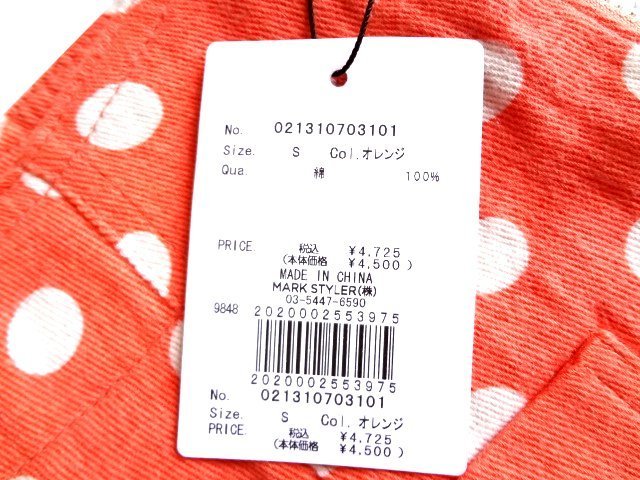 No. 021310703101
Size. S Col.オレンジ
Qua. 綿 100%
PRICE. 税込 ¥4,725
(本体価格 ¥4,500)
MADE IN CHINA
MARK STYLER(株)
03-5447-6590
9848 2020002553975
2020002553975
No. 021310703101
Size. S Col.オレンジ
PRICE. 税込 ¥4,725
(本体価格 ¥4,500)